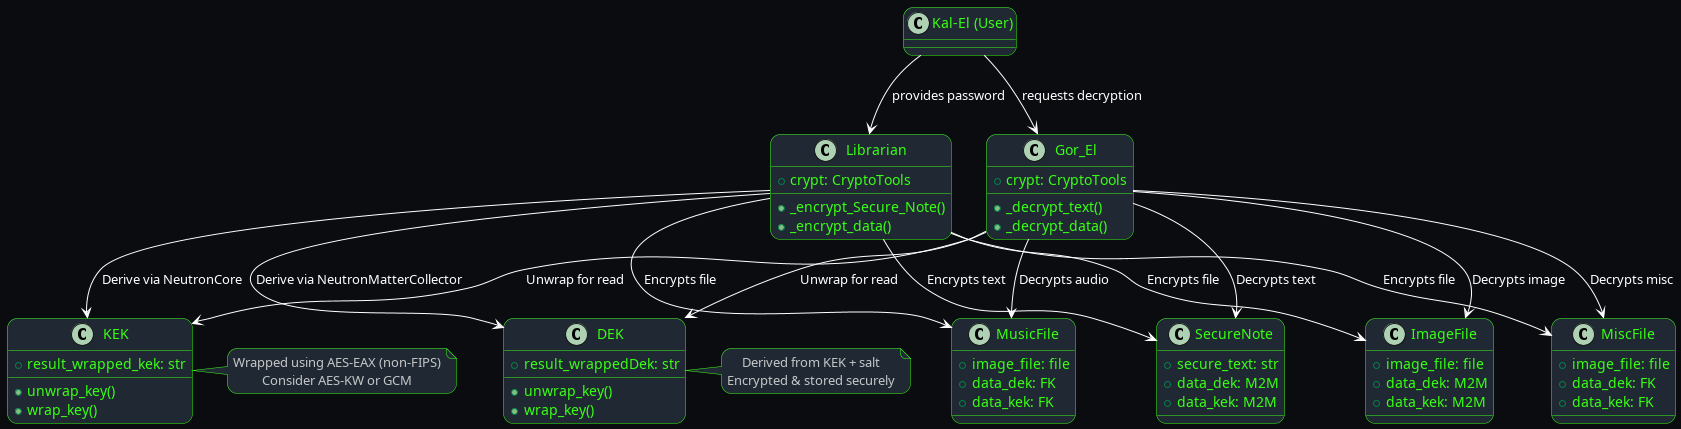 C Kal-El (User)
provides password
requests decryption
C Librarian
crypt: CryptoTools
_encrypt_Secure_Note()
_encrypt_data()
C Gor_El
crypt: CryptoTools
_decrypt_text()
_decrypt_data()
Derive via NeutronCore
Derive via NeutronMatterCollector
Unwrap for read
Encrypts file
Unwrap for read
Encrypts text
Decrypts audio
Encrypts file
Decrypts text
Encrypts file
Decrypts image
Decrypts misc
C KEK
result_wrapped_kek: str
unwrap_key()
wrap_key()
Wrapped using AES-EAX (non-FIPS)
Consider AES-KW or GCM
C DEK
result_wrappedDek: str
unwrap_key()
wrap_key()
Derived from KEK + salt
Encrypted & stored securely
C MusicFile
image_file: file
data_dek: FK
data_kek: FK
C SecureNote
secure_text: str
data_dek: M2M
data_kek: M2M
C ImageFile
image_file: file
data_dek: M2M
data_kek: M2M
C MiscFile
image_file: file
data_dek: FK
data_kek: FK